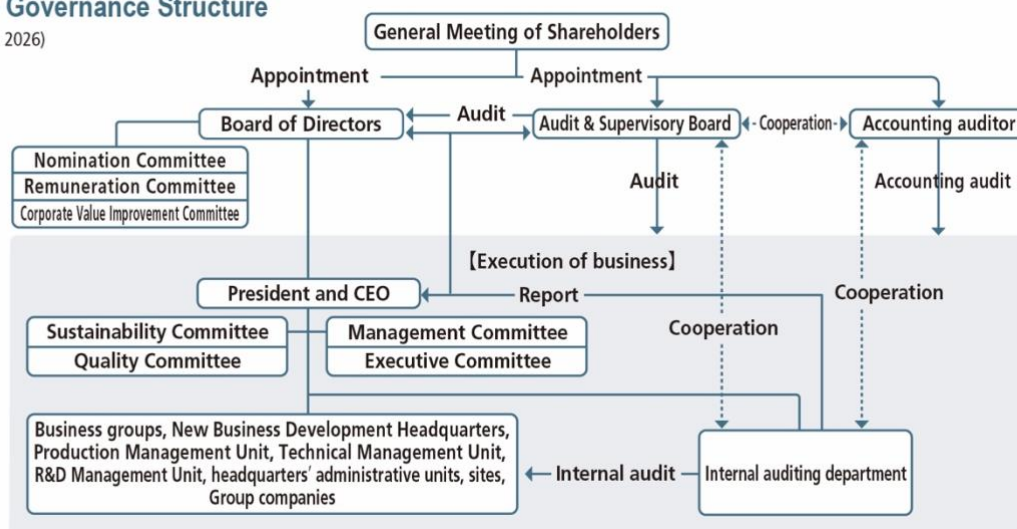 Governance Structure
2026)
General Meeting of Shareholders
Appointment
Appointment
Board of Directors
Audit
Audit & Supervisory Board
Cooperation
Accounting auditor
Nomination Committee
Remuneration Committee
Corporate Value Improvement Committee
Audit
Accounting audit
【Execution of business】
President and CEO
Report
Cooperation
Cooperation
Sustainability Committee
Quality Committee
Management Committee
Executive Committee
Business groups, New Business Development Headquarters,
Production Management Unit, Technical Management Unit,
R&D Management Unit, headquarters' administrative units, sites,
Group companies
Internal audit
Internal auditing department